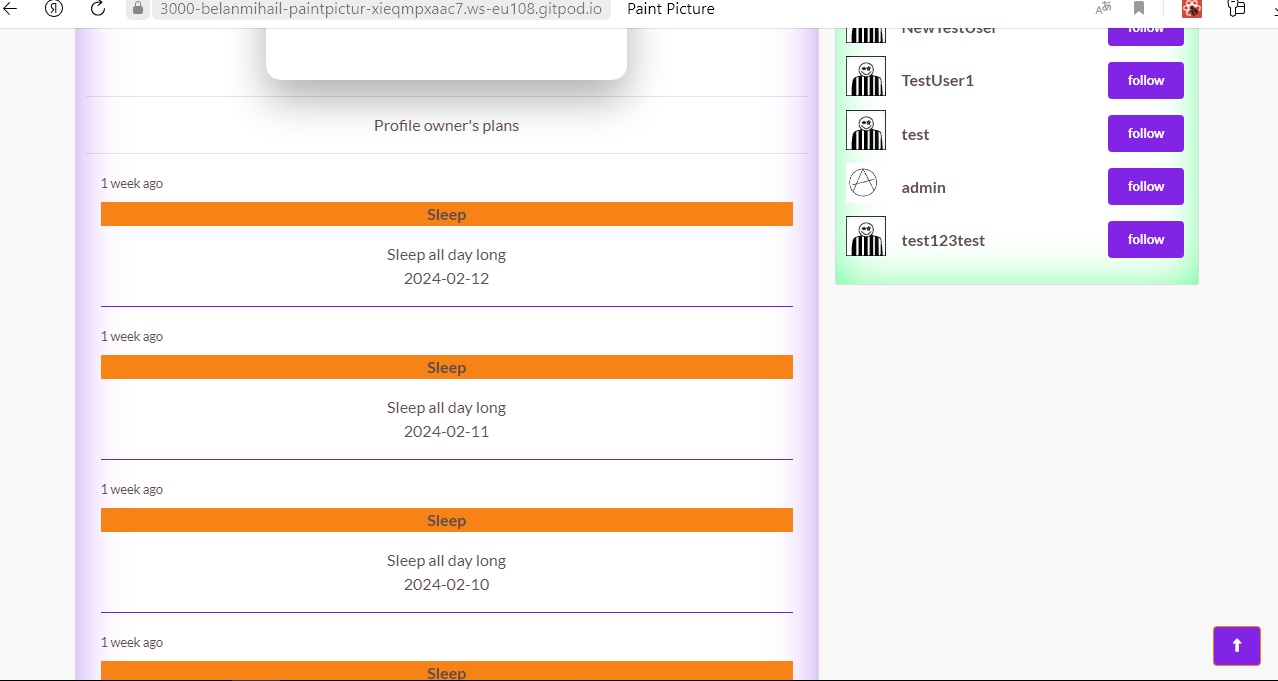 3000-belanmihail-paintpictur-xieqmpxaac7.ws-eu108.gitpod.io Paint Picture
Profile owner's plans
1 week ago
Sleep
Sleep all day long
2024-02-12
1 week ago
Sleep
Sleep all day long
2024-02-11
1 week ago
Sleep
Sleep all day long
2024-02-10
1 week ago
Sleep
NewTestUser follow
TestUser1 follow
test follow
admin follow
test123test follow